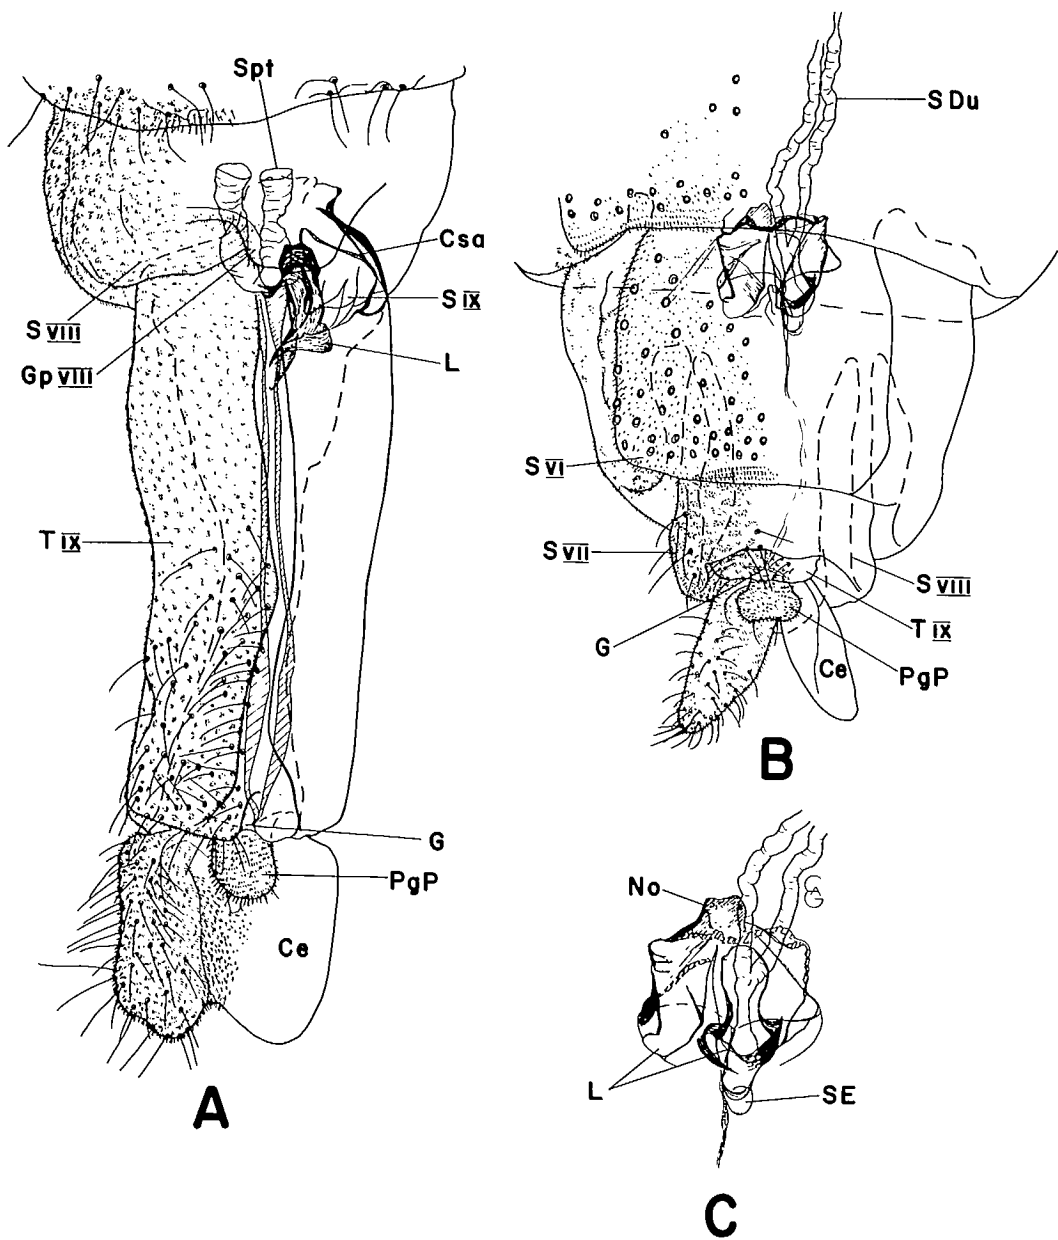 Spt
Csa
S IX
L
S VIII
Gp VIII
T IX
G
PgP
Ce
A
S Du
S VI
S VII
S VIII
T IX
G
PgP
Ce
B
No
L
SE
C